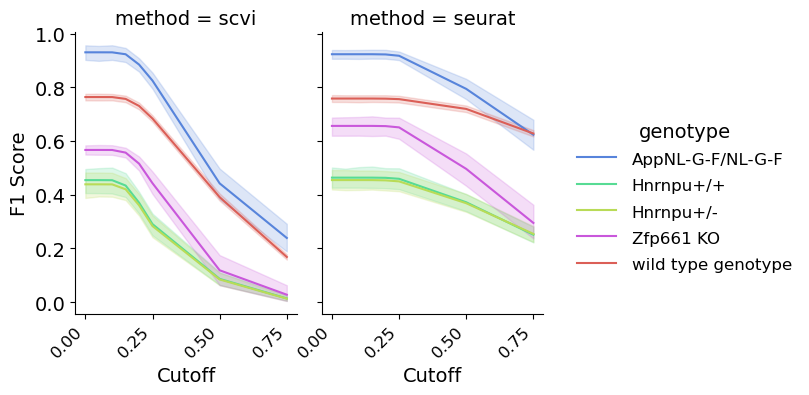 method = scvi
method = seurat
1.0
0.8
0.6
0.4
0.2
0.0
F1 Score
0.00
0.25
0.50
0.75
Cutoff
0.00
0.25
0.50
0.75
Cutoff
genotype
AppNL-G-F/NL-G-F
Hnrnpu+/+
Hnrnpu+/-
Zfp661 KO
wild type genotype